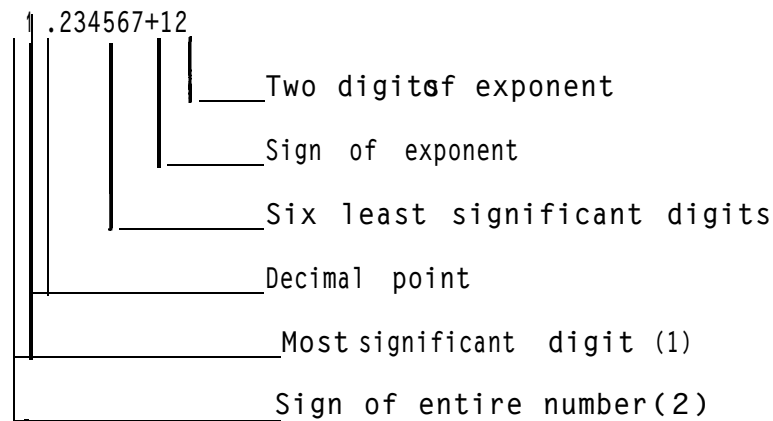 1.234567+12
Two digits of exponent
Sign of exponent
Six least significant digits
Decimal point
Most significant digit (1)
Sign of entire number(2)